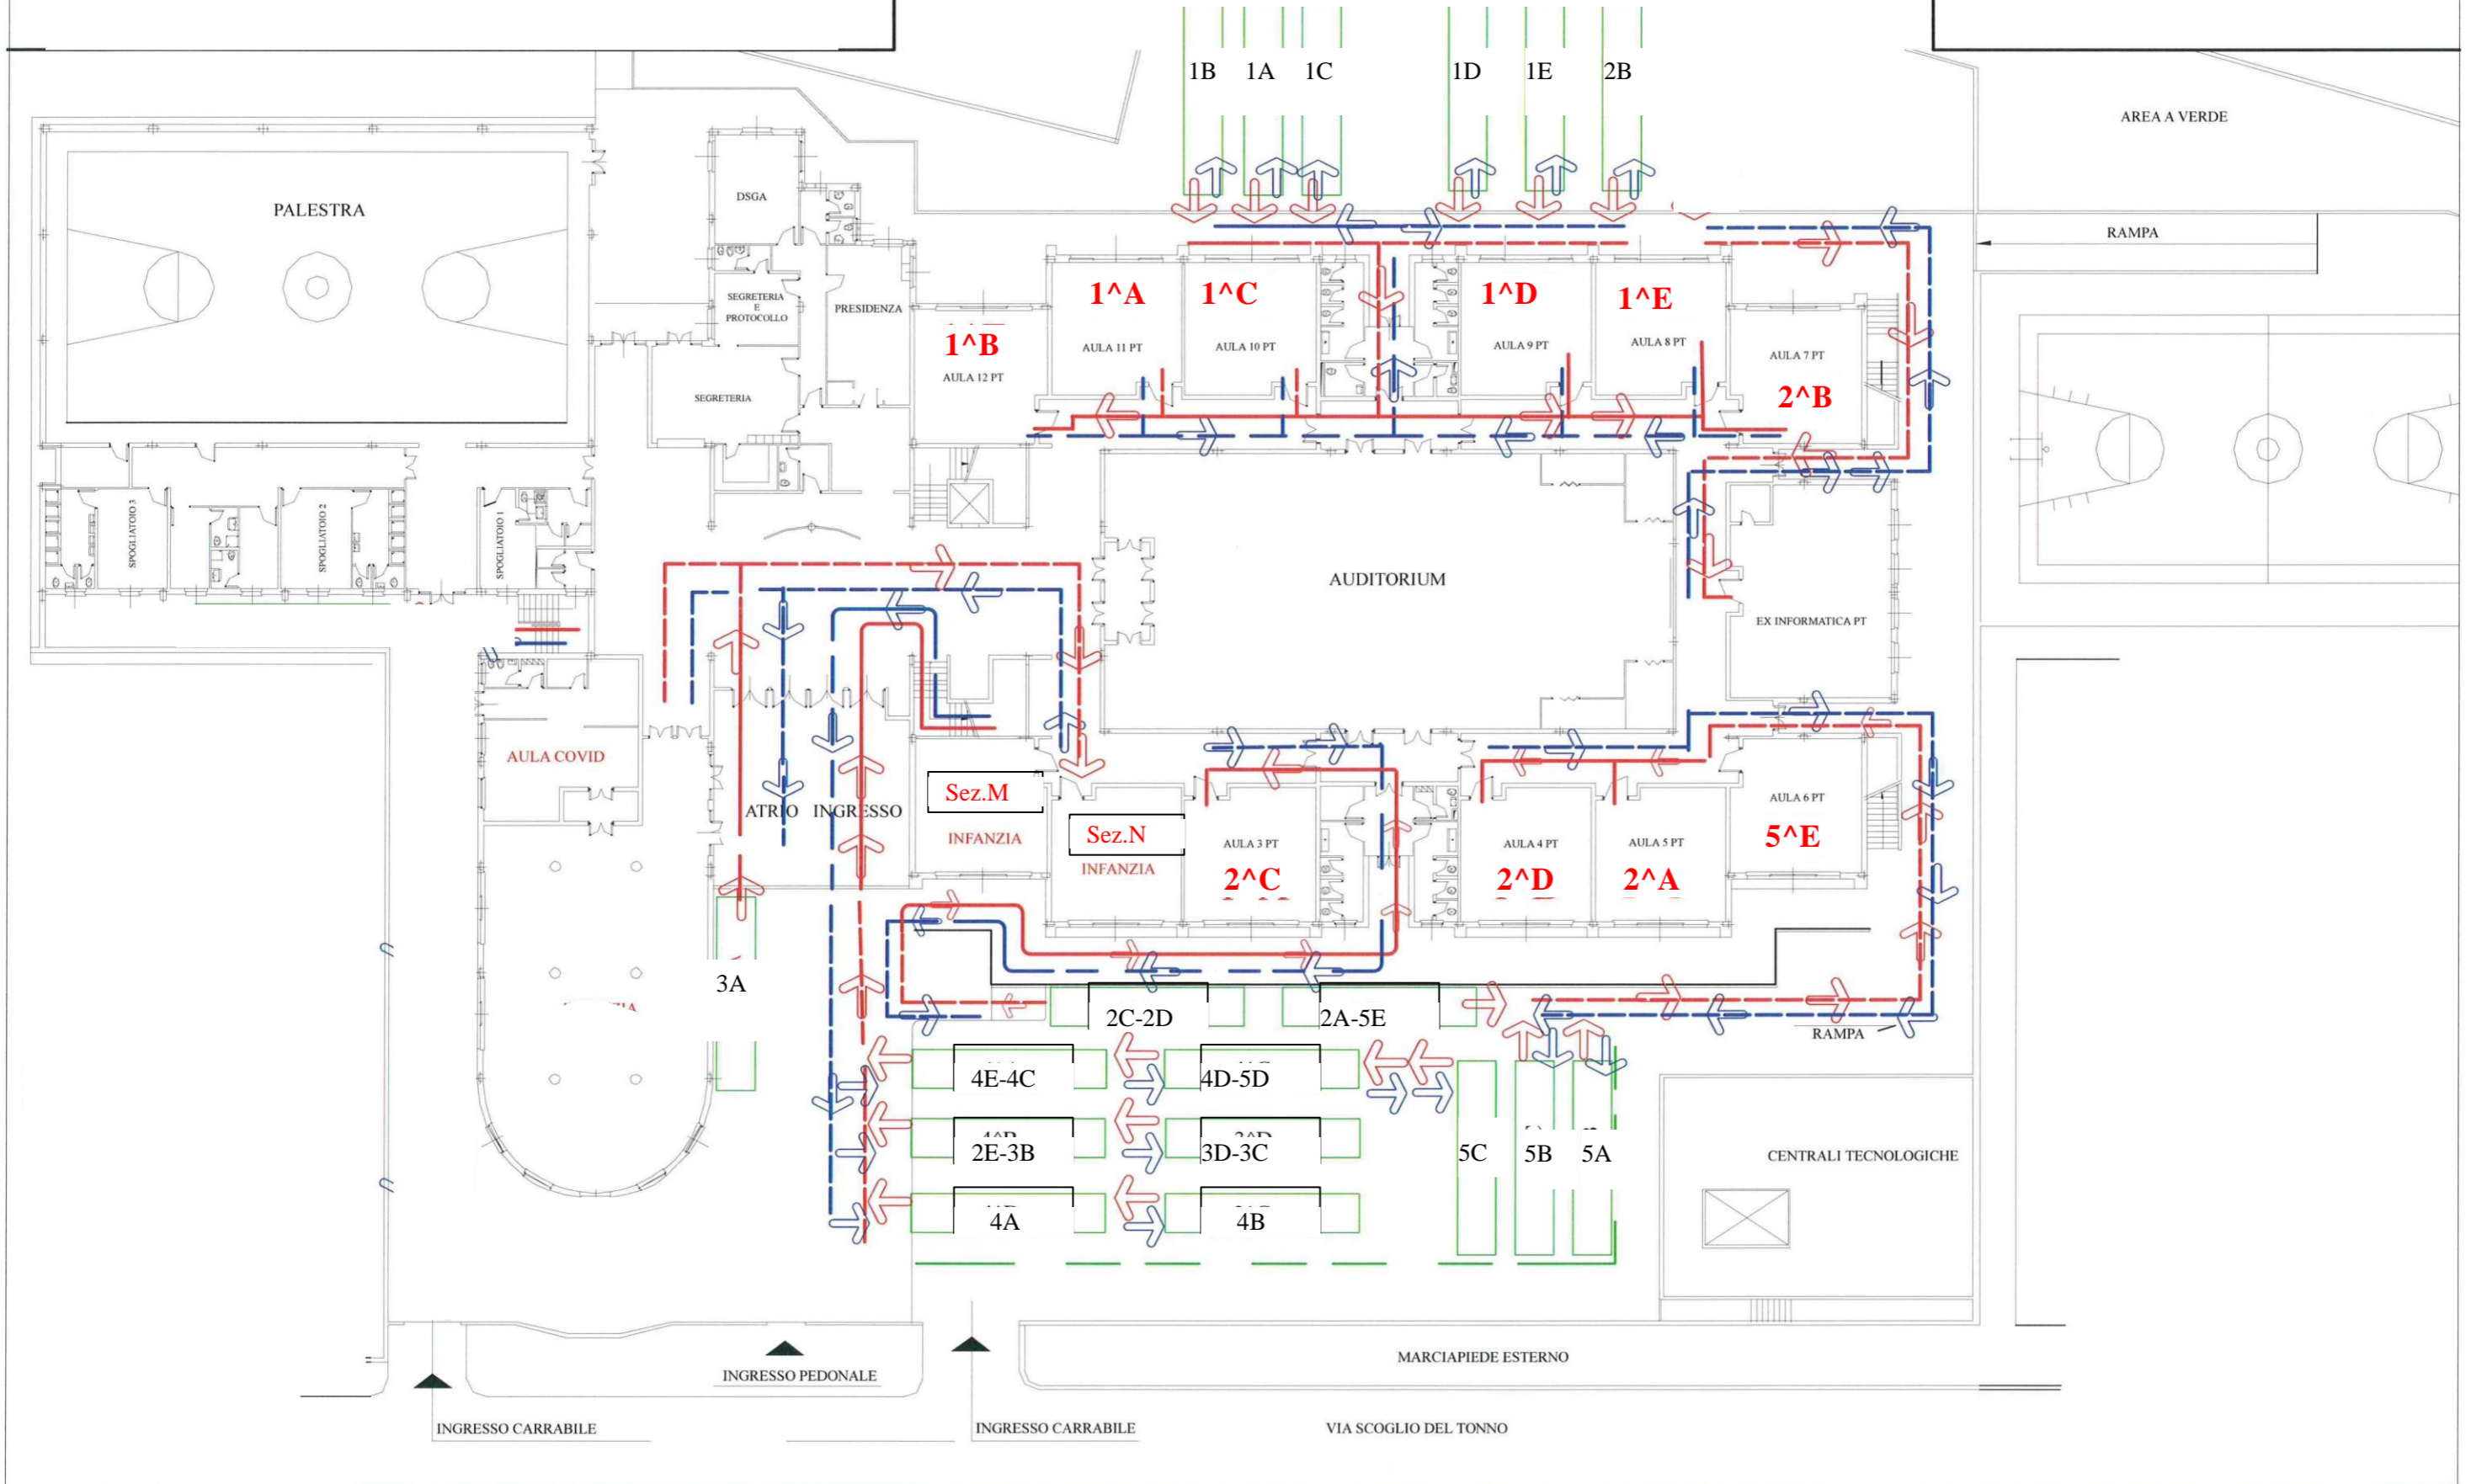 1B 1A 1C 1D 1E 2B
AREA A VERDE
PALESTRA
DSGA
RAMPA
SEGRETERIA
E
PROTOCOLLO
PRESIDENZA
1^A
1^C
1^D
1^E
1^B
AULA 11 PT
AULA 10 PT
AULA 9 PT
AULA 8 PT
AULA 7 PT
AULA 12 PT
SEGRETERIA
2^B
SPOGLIATOIO 3
SPOGLIATOIO 2
SPOGLIATOIO 1
AUDITORIUM
EX INFORMATICA PT
AULA COVID
Sez.M
ATRIO INGRESSO
INFANZIA
Sez.N
INFANZIA
AULA 3 PT
AULA 4 PT
AULA 5 PT
AULA 6 PT
2^C
2^D
2^A
5^E
3A
2C-2D
2A-5E
RAMPA
4E-4C
4D-5D
2E-3B
3D-3C
5C
5B
5A
CENTRALI TECNOLOGICHE
4A
4B
MARCIAPIEDE ESTERNO
INGRESSO PEDONALE
INGRESSO CARRABILE
INGRESSO CARRABILE
VIA SCOGLIO DEL TONNO